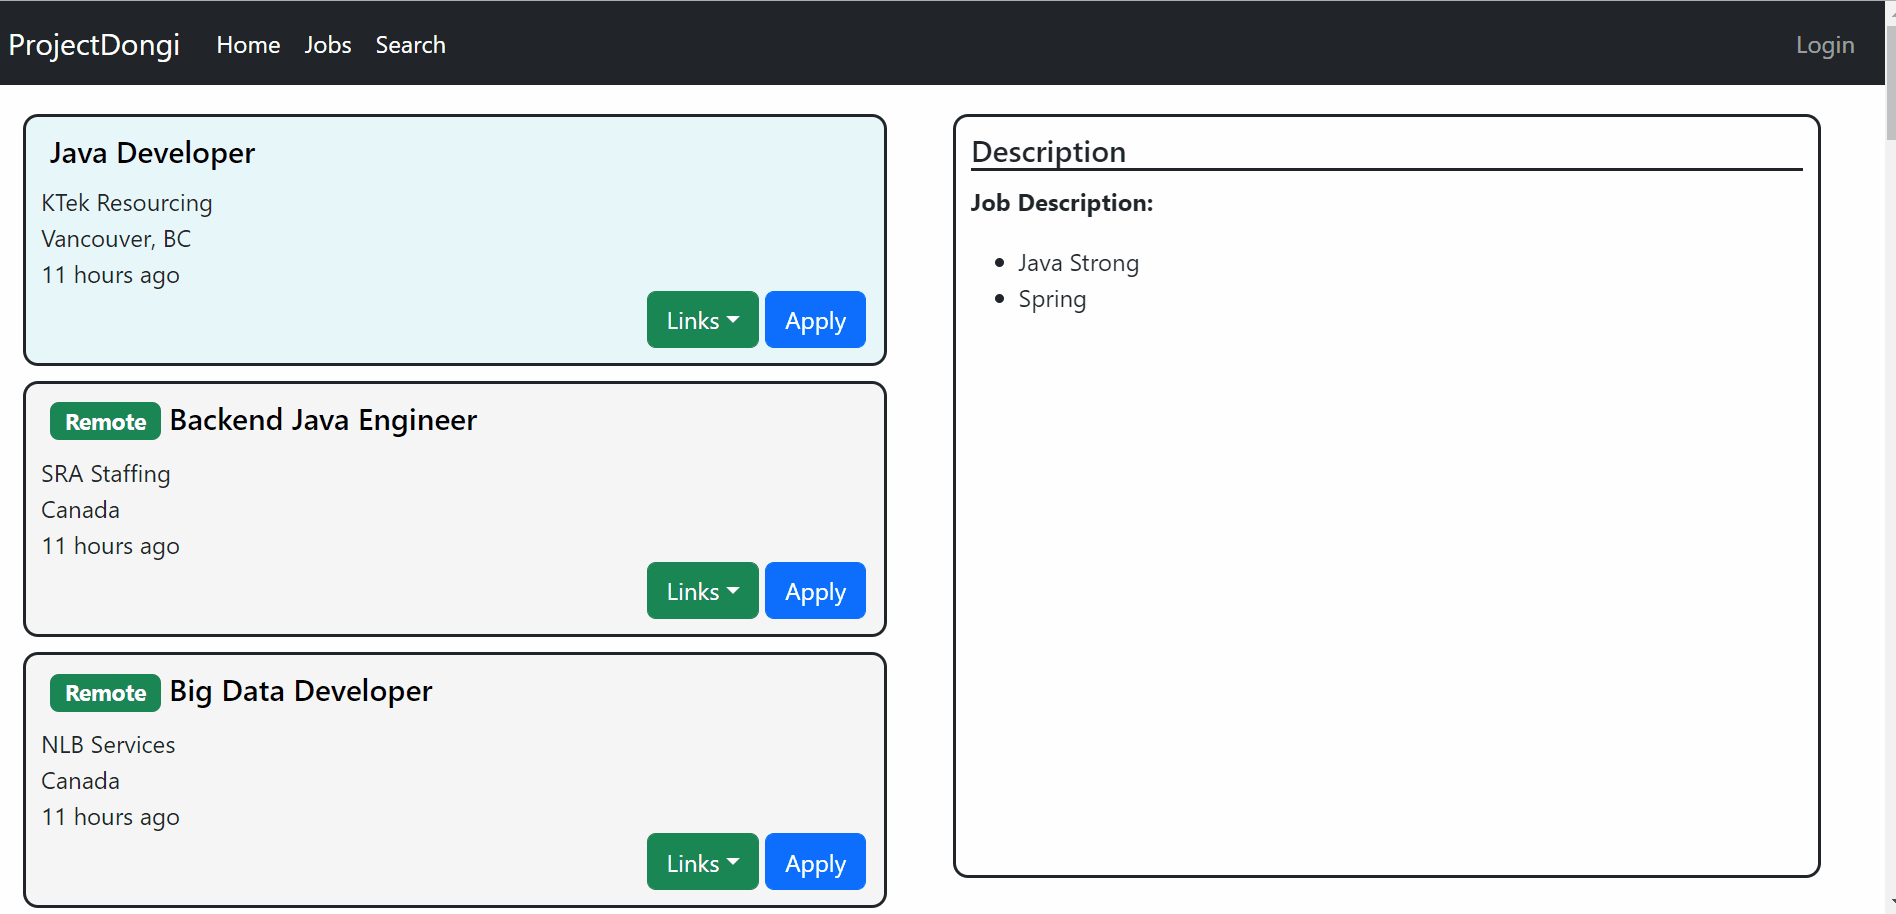 ProjectDongi Home Jobs Search Login
Java Developer
KTek Resourcing
Vancouver, BC
11 hours ago
Links Apply
Remote Backend Java Engineer
SRA Staffing
Canada
11 hours ago
Links Apply
Remote Big Data Developer
NLB Services
Canada
11 hours ago
Links Apply
Description
Job Description:
Java Strong
Spring